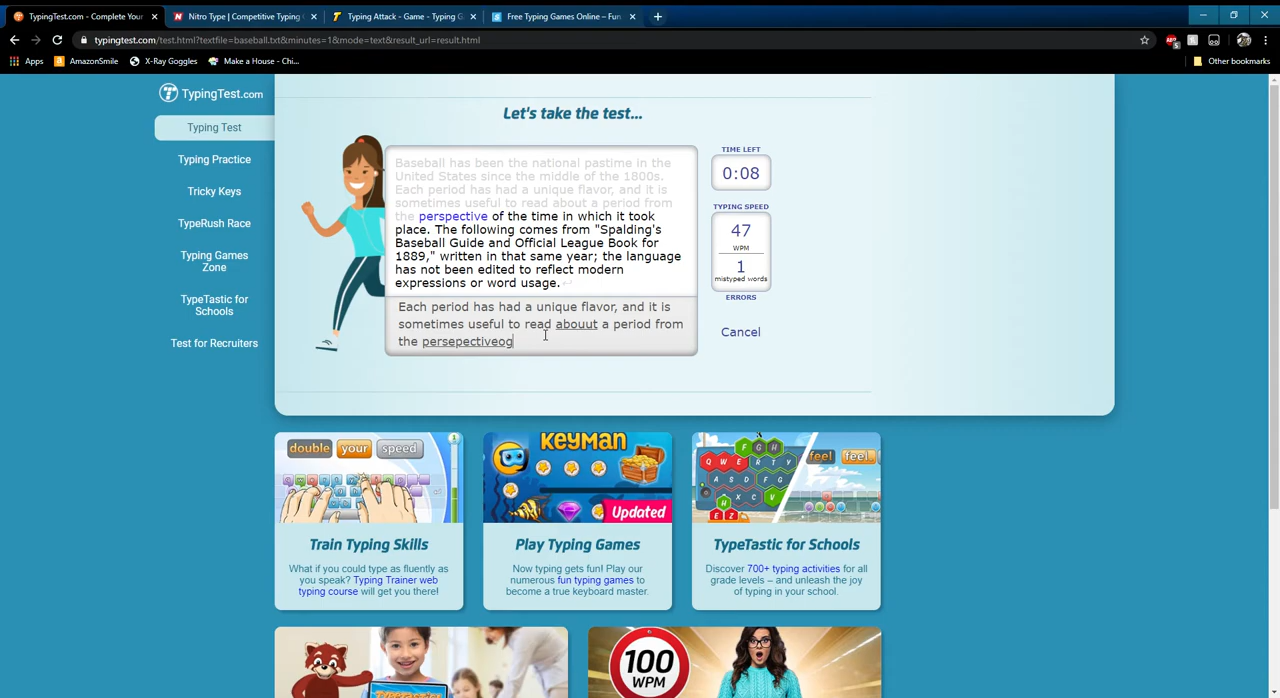 TypingTest.com - Complete Your
Nitro Type | Competitive Typing
Typing Attack - Game - Typing G
Free Typing Games Online – Fun
typingtest.com/test.html?textfile=baseball.txt&minutes=1&mode=text&result_url=result.html
ABP
5
Apps
AmazonSmile
X-Ray Goggles
Make a House - Chi...
Other bookmarks
TypingTest.com
Typing Test
Typing Practice
Tricky Keys
TypeRush Race
Typing Games
Zone
TypeTastic for
Schools
Test for Recruiters
Let's take the test...
Baseball has been the national pastime in the
United States since the middle of the 1800s.
Each period has had a unique flavor, and it is
sometimes useful to read about a period from
the perspective of the time in which it took
place. The following comes from "Spalding's
Baseball Guide and Official League Book for
1889," written in that same year; the language
has not been edited to reflect modern
expressions or word usage.
Each period has had a unique flavor, and it is
sometimes useful to read abouut a period from
the persepectiveog
TIME LEFT
0:08
TYPING SPEED
47
WPM
1
mistyped words
ERRORS
Cancel
double your speed
Train Typing Skills
What if you could type as fluently as
you speak? Typing Trainer web
typing course will get you there!
KEYMAN
Updated
Play Typing Games
Now typing gets fun! Play our
numerous fun typing games to
become a true keyboard master.
F G H
Q W E R T Y
A S D F G
X C V
H
E Z
feel feel
TypeTastic for Schools
Discover 700+ typing activities for all
grade levels – and unleash the joy
of typing in your school.
100
WPM